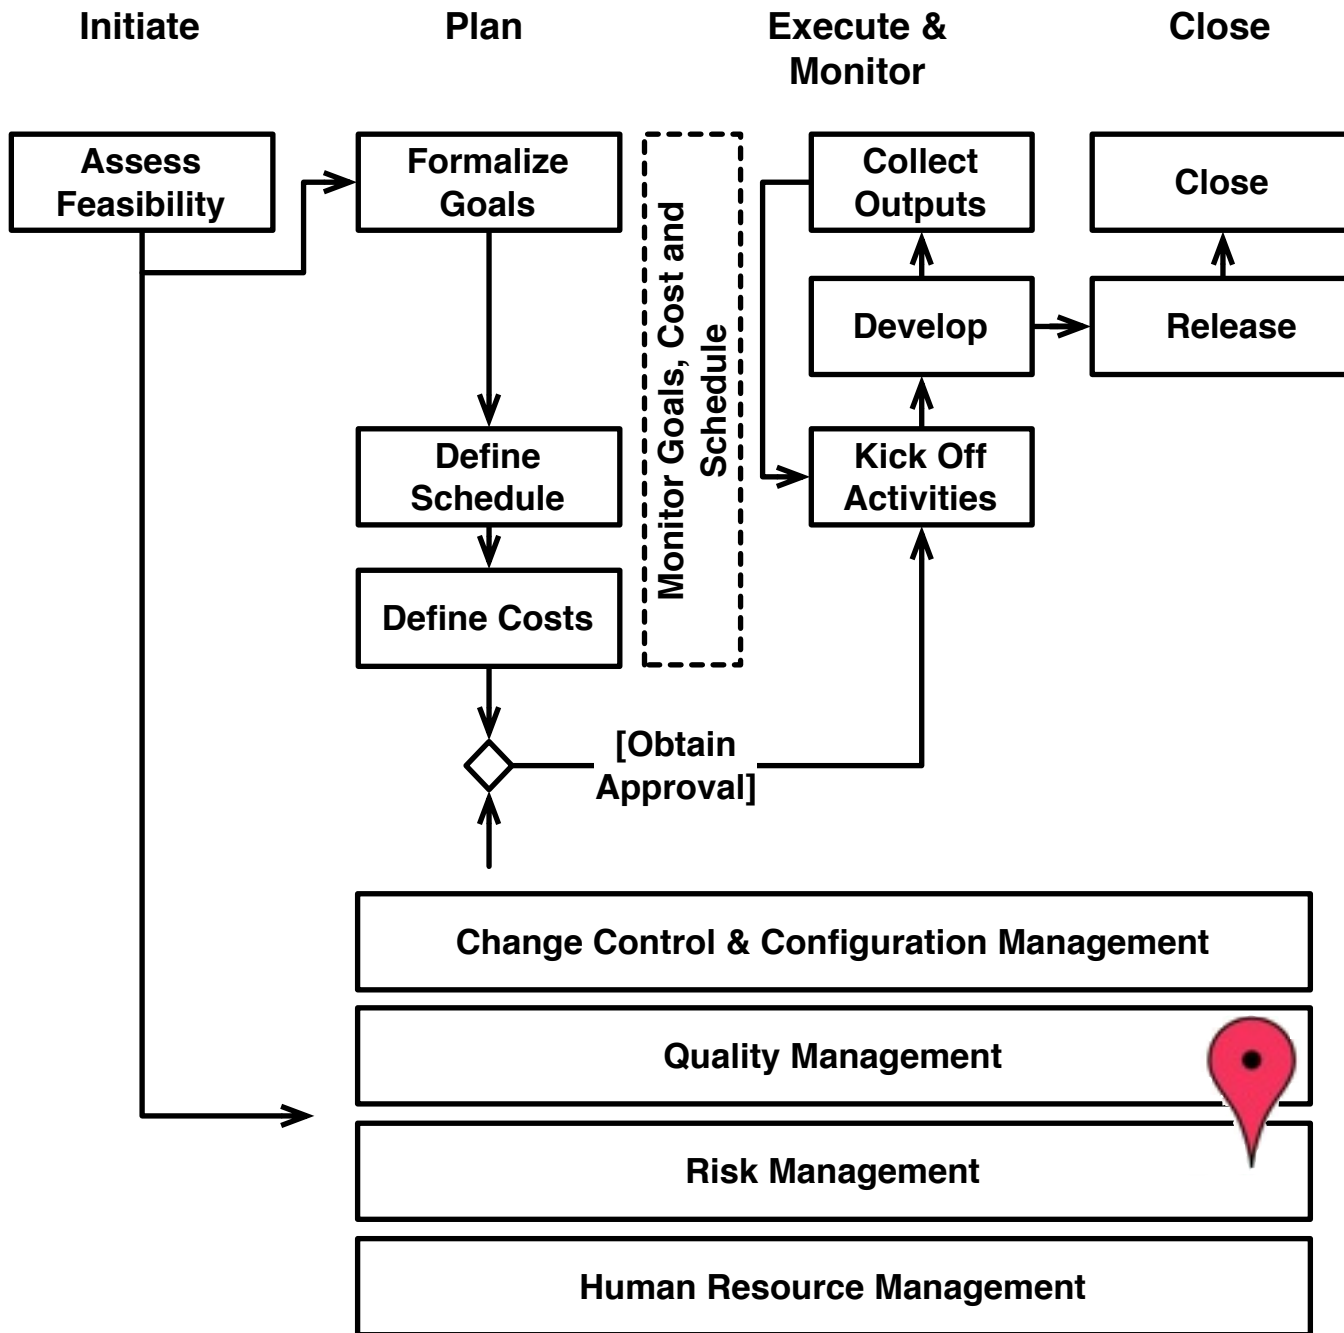 Initiate
Plan
Execute &
Monitor
Close
Assess
Feasibility
Formalize
Goals
Define
Schedule
Define Costs
[Obtain
Approval]
Monitor Goals, Cost and
Schedule
Collect
Outputs
Develop
Kick Off
Activities
Close
Release
Change Control & Configuration Management
Quality Management
Risk Management
Human Resource Management